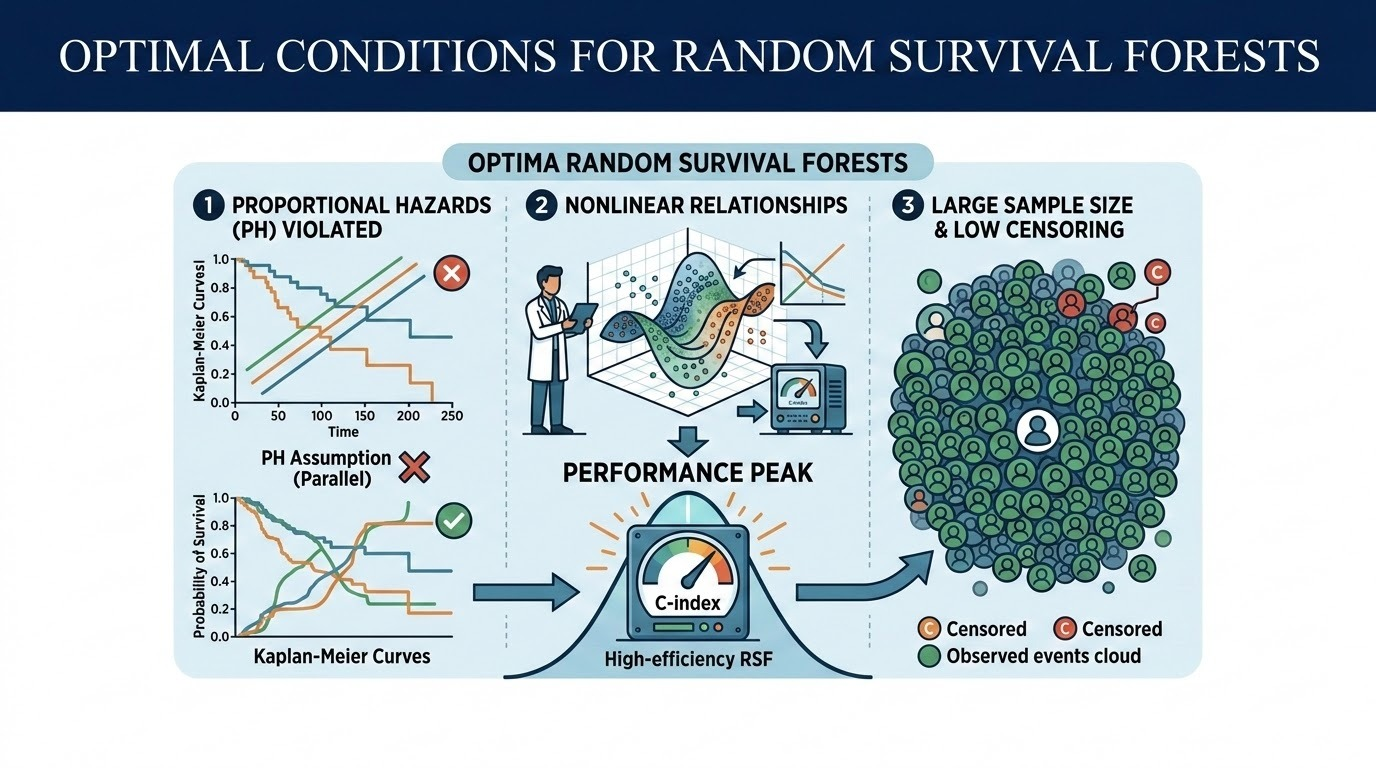 OPTIMAL CONDITIONS FOR RANDOM SURVIVAL FORESTS
OPTIMA RANDOM SURVIVAL FORESTS
1 PROPORTIONAL HAZARDS
(PH) VIOLATED
Kaplan-Meier Curves!
1.0
0.8
0.6
0.4
0.2
0.0
0 50 100 150 200 250
Time
PH Assumption
(Parallel)
Probability of Survival
1.0
0.8
0.6
0.4
0.2
0.0
Kaplan-Meier Curves
2 NONLINEAR RELATIONSHIPS
C-index
PERFORMANCE PEAK
C-index
High-efficiency RSF
3 LARGE SAMPLE SIZE
& LOW CENSORING
C
C
C Censored
C Censored
Observed events cloud